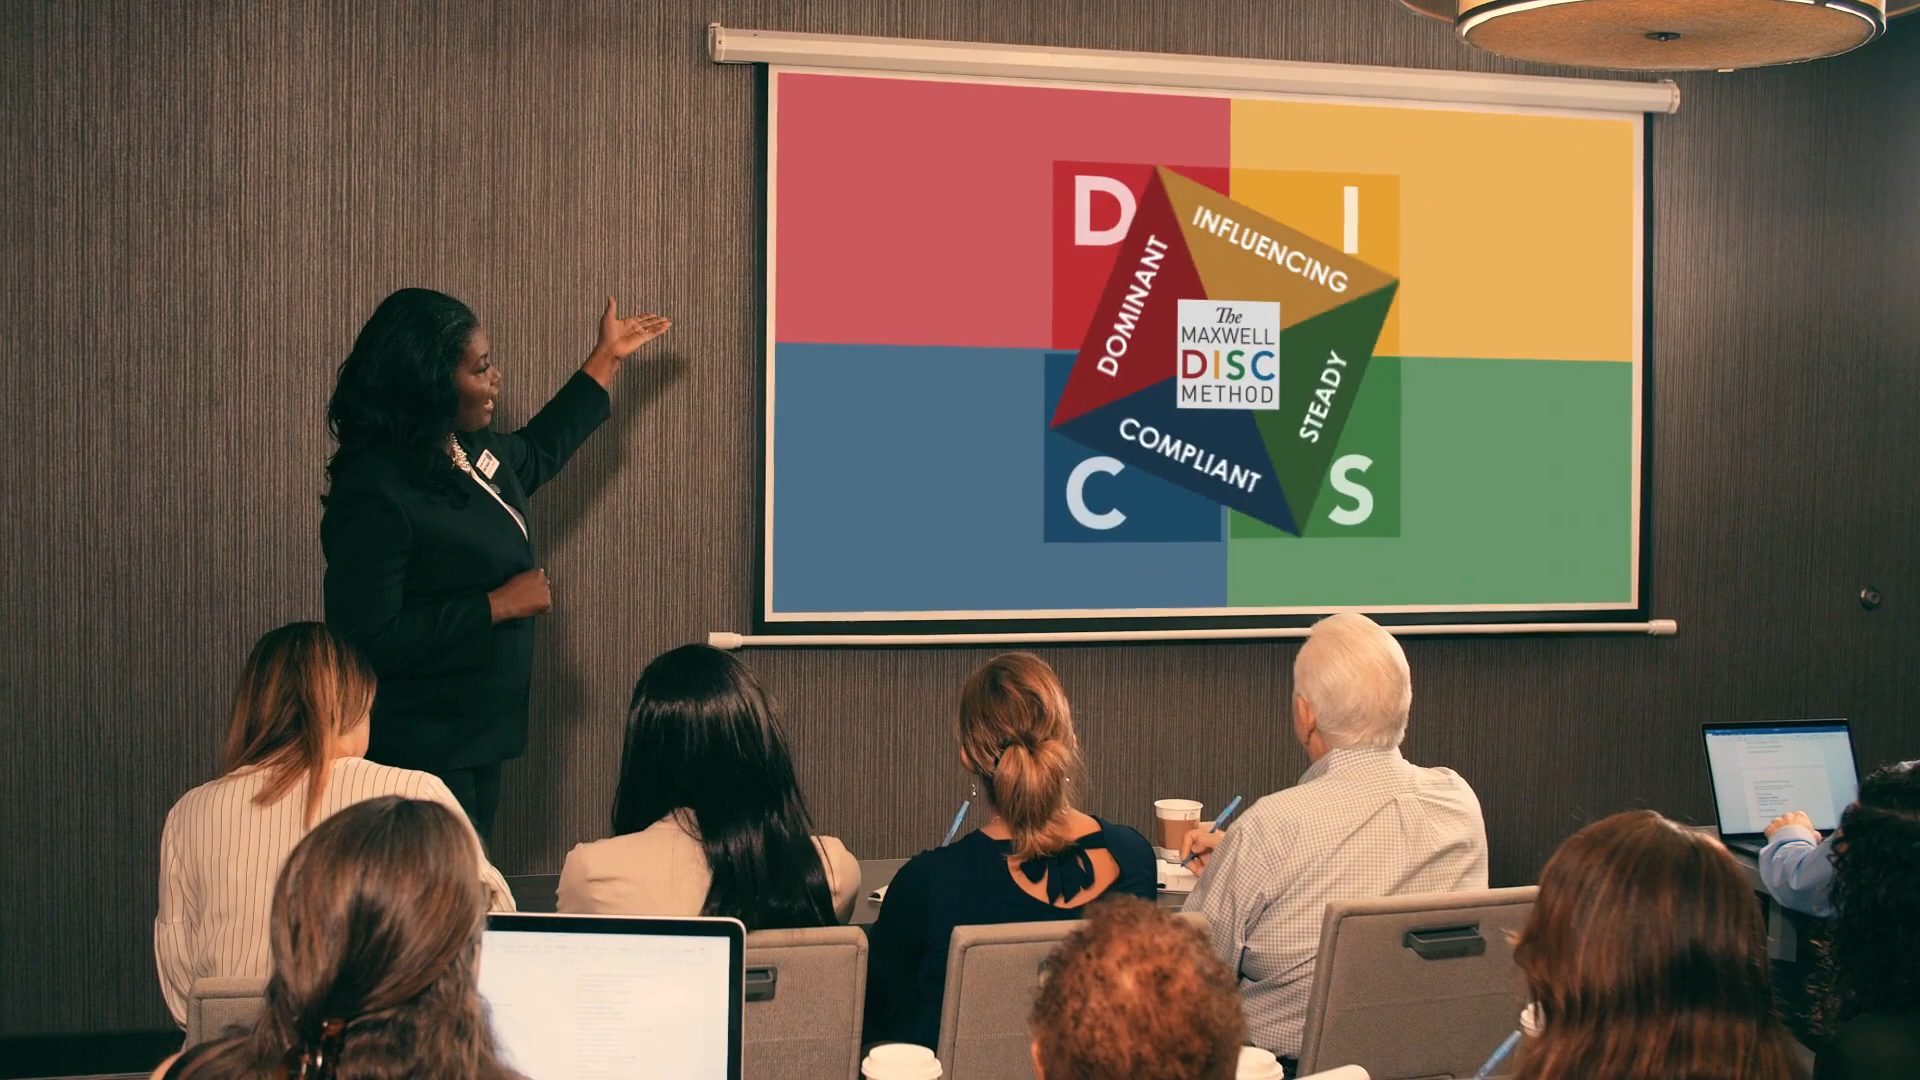 D
I
INFLUENCING
DOMINANT
The
MAXWELL
DISC
METHOD
STEADY
COMPLIANT
C
S